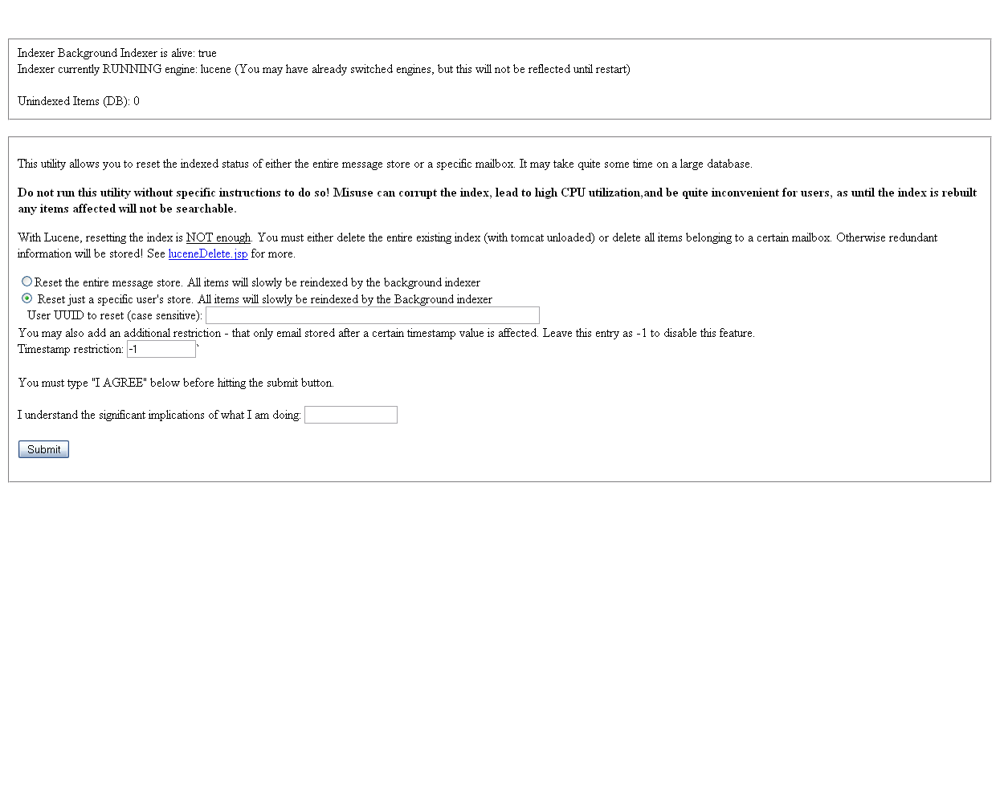 Indexer Background Indexer is alive: true
Indexer currently RUNNING engine: lucene (You may have already switched engines, but this will not be reflected until restart)
Unindexed Items (DB): 0
This utility allows you to reset the indexed status of either the entire message store or a specific mailbox. It may take quite some time on a large database.
Do not run this utility without specific instructions to do so! Misuse can corrupt the index, lead to high CPU utilization,and be quite inconvenient for users, as until the index is rebuilt
any items affected will not be searchable.
With Lucene, resetting the index is NOT enough. You must either delete the entire existing index (with tomcat unloaded) or delete all items belonging to a certain mailbox. Otherwise redundant
information will be stored! See luceneDelete.jsp for more.
Reset the entire message store. All items will slowly be reindexed by the background indexer
Reset just a specific user's store. All items will slowly be reindexed by the Background indexer
User UUID to reset (case sensitive):
You may also add an additional restriction - that only email stored after a certain timestamp value is affected. Leave this entry as -1 to disable this feature.
Timestamp restriction: -1 `
You must type "I AGREE" below before hitting the submit button.
I understand the significant implications of what I am doing:
Submit